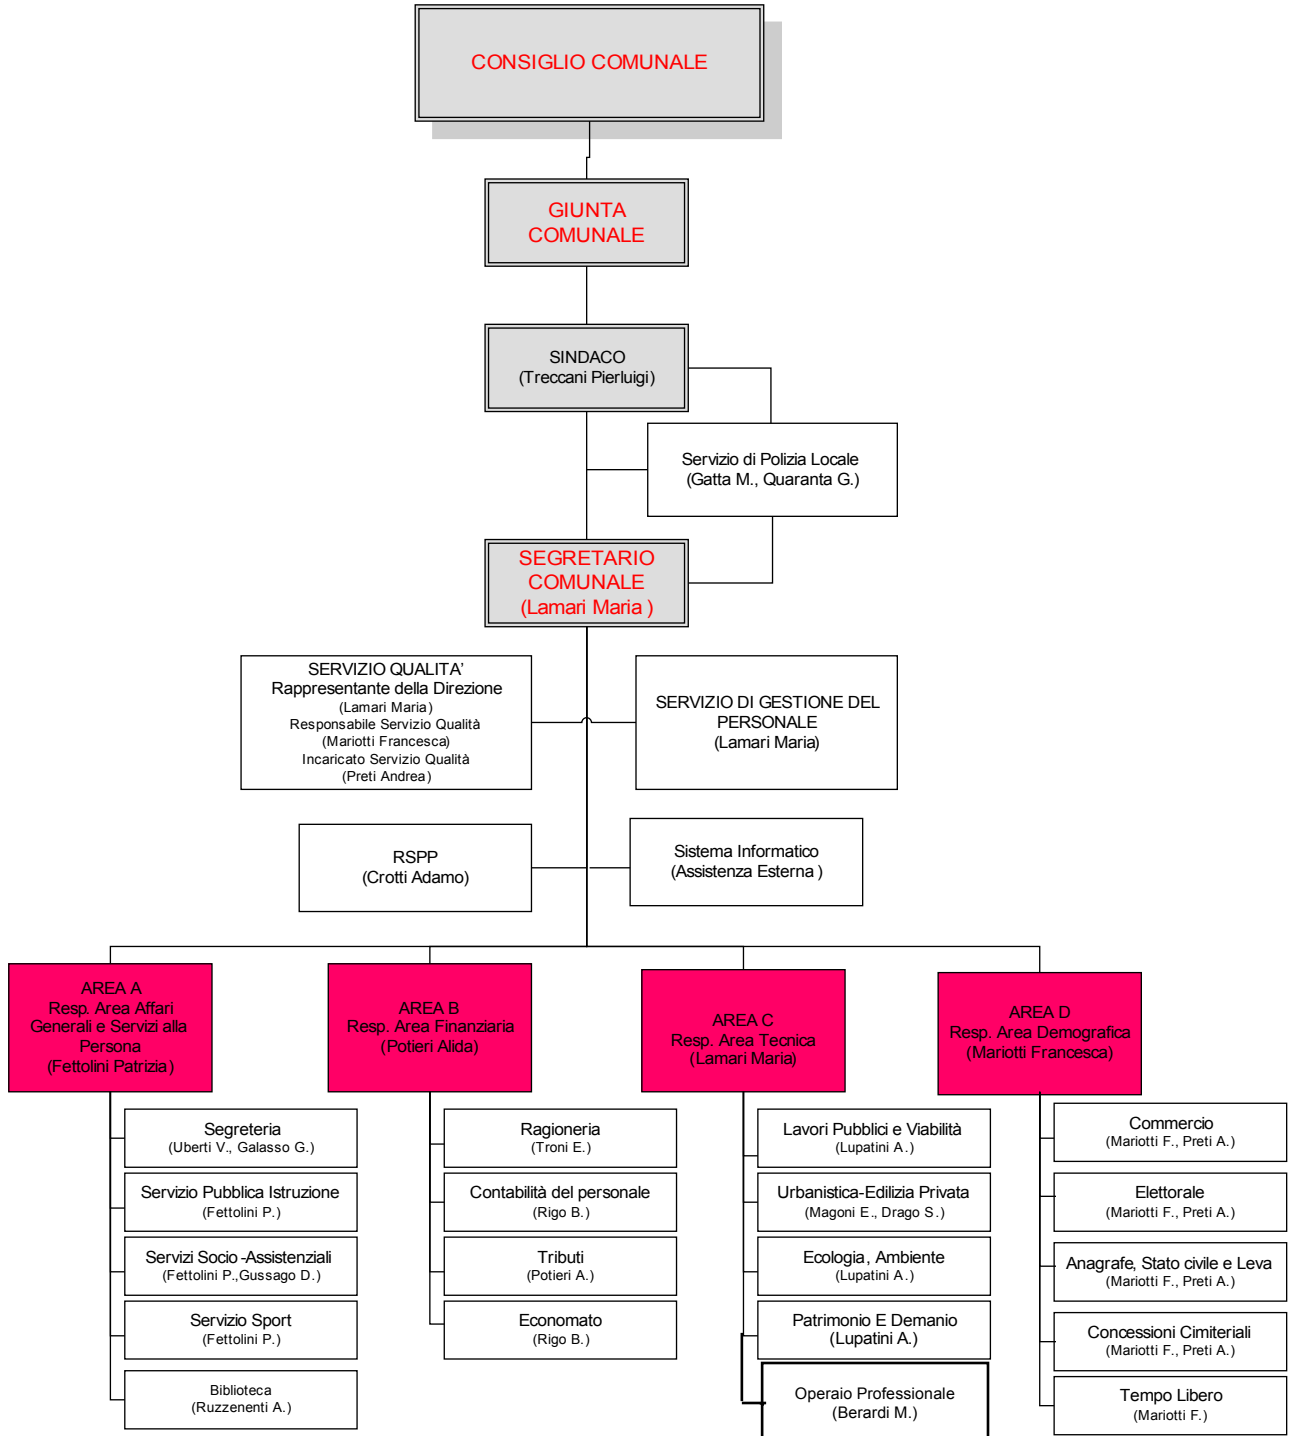 CONSIGLIO COMUNALE
GIUNTA
COMUNALE
SINDACO
(Treccani Pierluigi)
Servizio di Polizia Locale
(Gatta M., Quaranta G.)
SEGRETARIO
COMUNALE
(Lamari Maria )
SERVIZIO QUALITA'
Rappresentante della Direzione
(Lamari Maria)
Responsabile Servizio Qualità
(Mariotti Francesca)
Incaricato Servizio Qualità
(Preti Andrea)
SERVIZIO DI GESTIONE DEL
PERSONALE
(Lamari Maria)
RSPP
(Crotti Adamo)
Sistema Informatico
(Assistenza Esterna )
AREA A
Resp. Area Affari
Generali e Servizi alla
Persona
(Fettolini Patrizia)
AREA B
Resp. Area Finanziaria
(Potieri Alida)
AREA C
Resp. Area Tecnica
(Lamari Maria)
AREA D
Resp. Area Demografica
(Mariotti Francesca)
Segreteria
(Uberti V., Galasso G.)
Servizio Pubblica Istruzione
(Fettolini P.)
Servizi Socio -Assistenziali
(Fettolini P.,Gussago D.)
Servizio Sport
(Fettolini P.)
Biblioteca
(Ruzzenenti A.)
Ragioneria
(Troni E.)
Contabilità del personale
(Rigo B.)
Tributi
(Potieri A.)
Economato
(Rigo B.)
Lavori Pubblici e Viabilità
(Lupatini A.)
Urbanistica-Edilizia Privata
(Magoni E., Drago S.)
Ecologia, Ambiente
(Lupatini A.)
Patrimonio E Demanio
(Lupatini A.)
Operaio Professionale
(Berardi M.)
Commercio
(Mariotti F., Preti A.)
Elettorale
(Mariotti F., Preti A.)
Anagrafe, Stato civile e Leva
(Mariotti F., Preti A.)
Concessioni Cimiteriali
(Mariotti F., Preti A.)
Tempo Libero
(Mariotti F.)